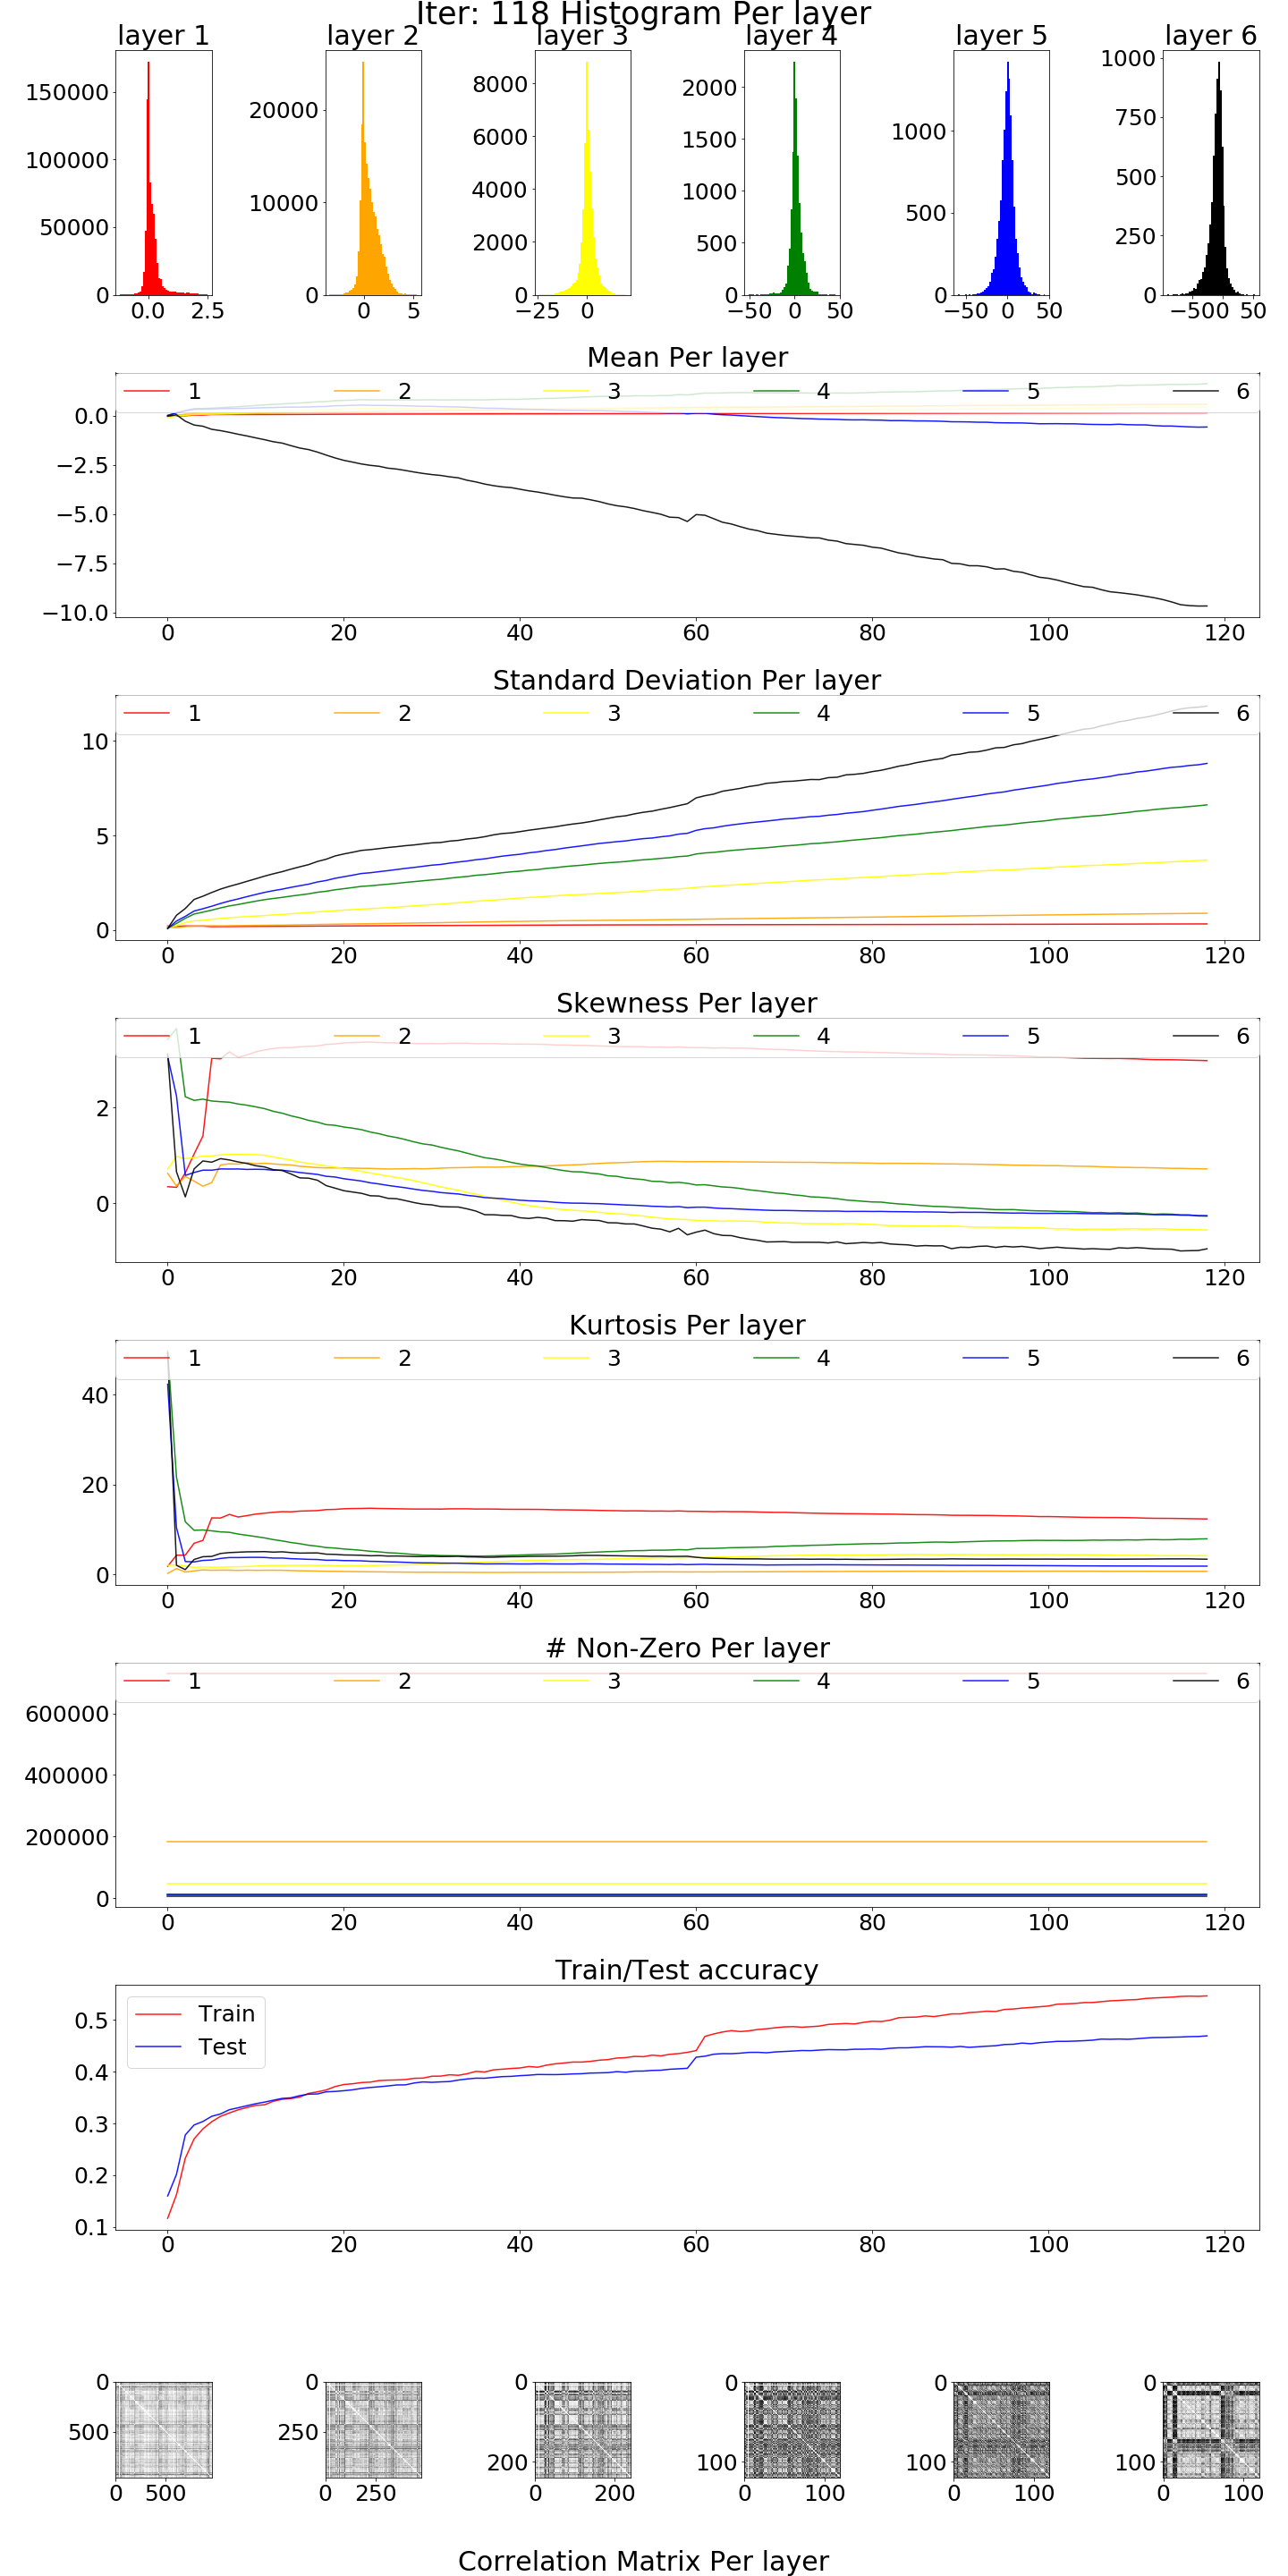 Iter: 118 Histogram Per layer
layer 1 layer 2 layer 3 layer 4 layer 5 layer 6
150000 100000 50000 0 0.0 2.5
20000 10000 0 0 5
8000 6000 4000 2000 0 −25 0
2000 1500 1000 500 0 −50 0 50
1000 500 0 −50 0 50
1000 750 500 250 0 −50 0 50
Mean Per layer
1 2 3 4 5 6
0.0
−2.5
−5.0
−7.5
−10.0
0 20 40 60 80 100 120
Standard Deviation Per layer
1 2 3 4 5 6
10
5
0
0 20 40 60 80 100 120
Skewness Per layer
1 2 3 4 5 6
2
0
0 20 40 60 80 100 120
Kurtosis Per layer
1 2 3 4 5 6
40
20
0
0 20 40 60 80 100 120
# Non-Zero Per layer
1 2 3 4 5 6
600000
400000
200000
0
0 20 40 60 80 100 120
Train/Test accuracy
Train
Test
0.5
0.4
0.3
0.2
0.1
0 20 40 60 80 100 120
0 500 0 500
0 250 0 250
0 200 0 200
0 100 0 100
0 100 0 100
0 100 0 100
Correlation Matrix Per layer